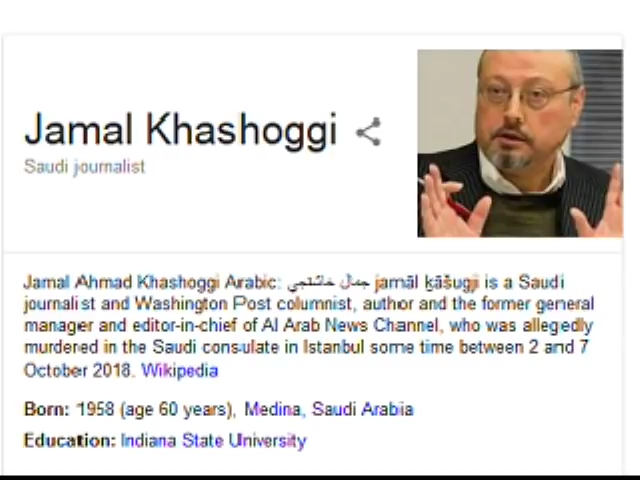 Jamal Khashoggi
Saudi journalist
Jamal Ahmad Khashoggi Arabic: جمال خاشقجي jamāl ḵāšugji is a Saudi
journalist and Washington Post columnist, author and the former general
manager and editor-in-chief of Al Arab News Channel, who was allegedly
murdered in the Saudi consulate in Istanbul some time between 2 and 7
October 2018. Wikipedia
Born: 1958 (age 60 years), Medina, Saudi Arabia
Education: Indiana State University